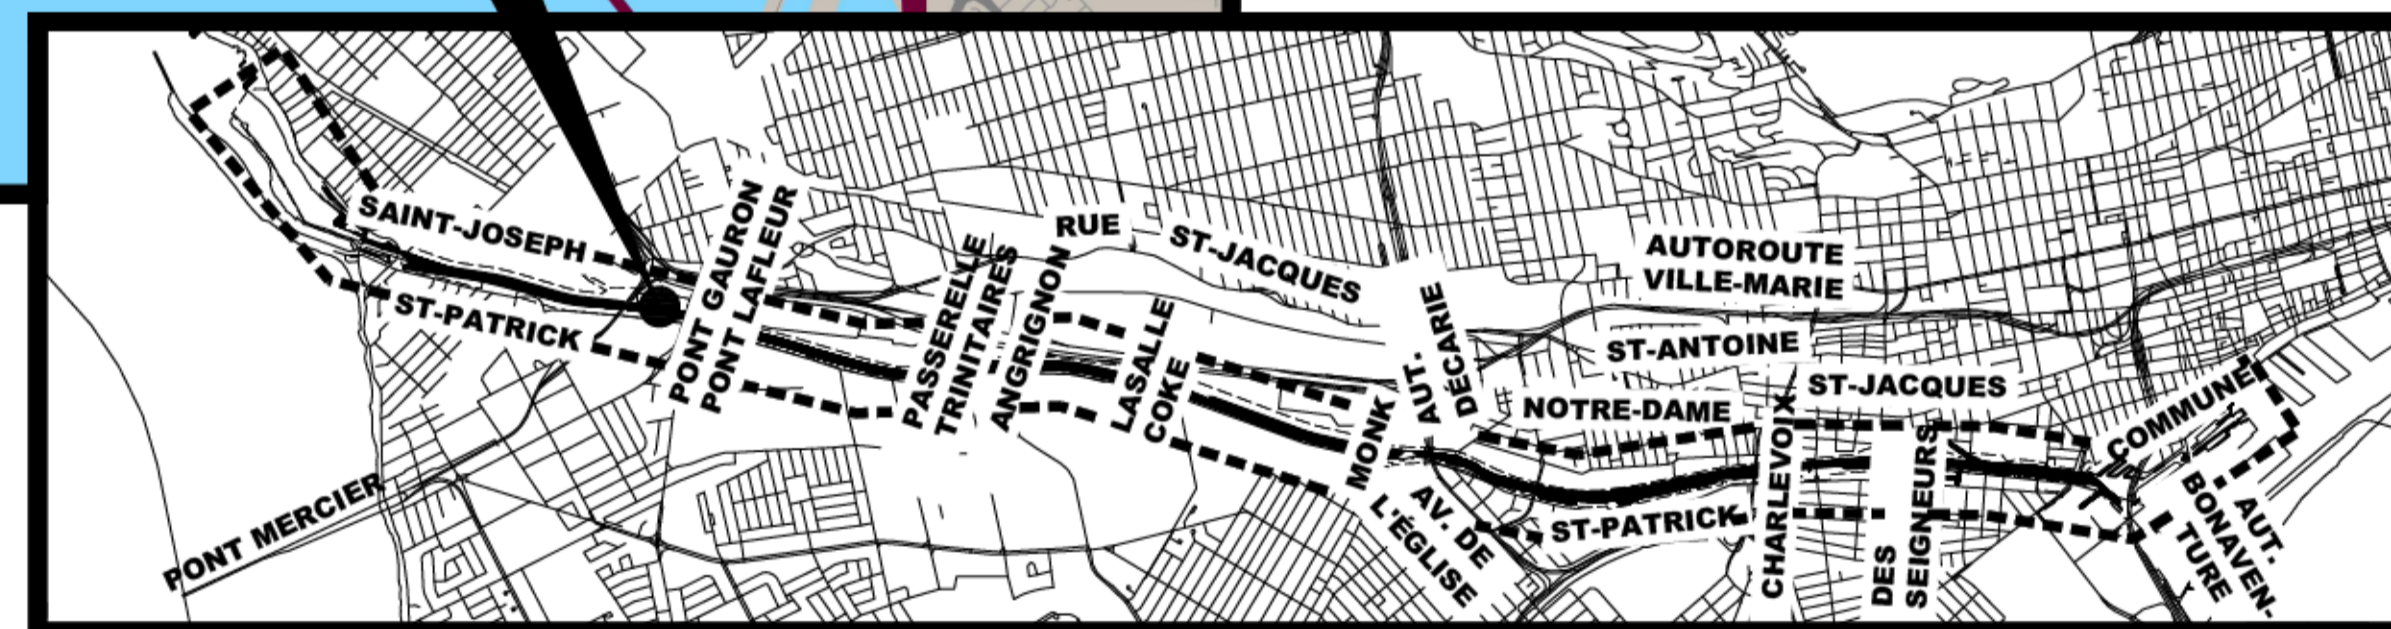 SAINT-JOSEPH
ST-PATRICK
PONT MERCIER
PONT GAURON
PONT LAFLEUR
PASSERELLE
TRINITAIRES
ANGRIGNON
RUE
ST-JACQUES
LASALLE
COKE
MONK
AUT.
DÉCARIE
AV. DE
L'ÉGLISE
AUTOROUTE
VILLE-MARIE
ST-ANTOINE
ST-JACQUES
NOTRE-DAME
ST-PATRICK
CHARLEVOIX
DES
SEIGNEURS
COMMUNE
AUT.
BONAVEN-
TURE